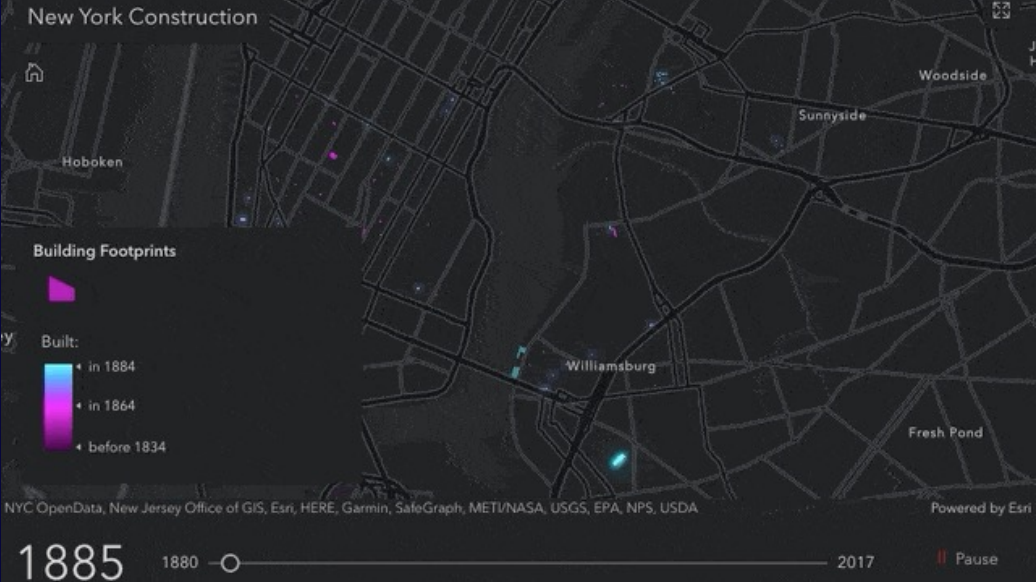 New York Construction
Woodside
Sunnyside
Hoboken
Building Footprints
Built:
in 1884
in 1864
before 1834
Williamsburg
Fresh Pond
NYC OpenData, New Jersey Office of GIS, Esri, HERE, Garmin, SafeGraph, METI/NASA, USGS, EPA, NPS, USDA
Powered by Esri
1885
1880
2017
Pause